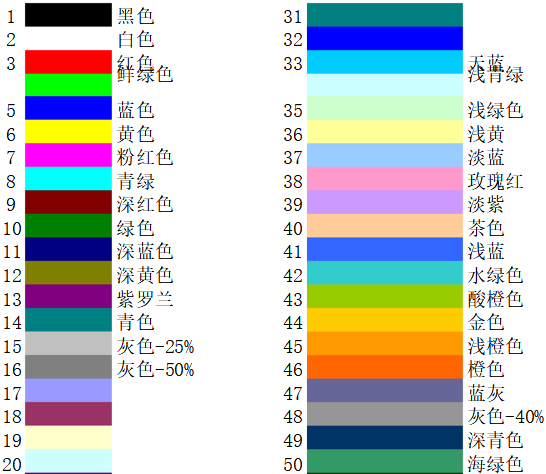 1 黑色
2 白色
3 红色
鲜绿色
5 蓝色
6 黄色
7 粉红色
8 青绿
9 深红色
10 绿色
11 深蓝色
12 深黄色
13 紫罗兰
14 青色
15 灰色-25%
16 灰色-50%
17
18
19
20
31
32
33 天蓝
浅青绿
35 浅绿色
36 浅黄
37 淡蓝
38 玫瑰红
39 淡紫
40 茶色
41 浅蓝
42 水绿色
43 酸橙色
44 金色
45 浅橙色
46 橙色
47 蓝灰
48 灰色-40%
49 深青色
50 海绿色